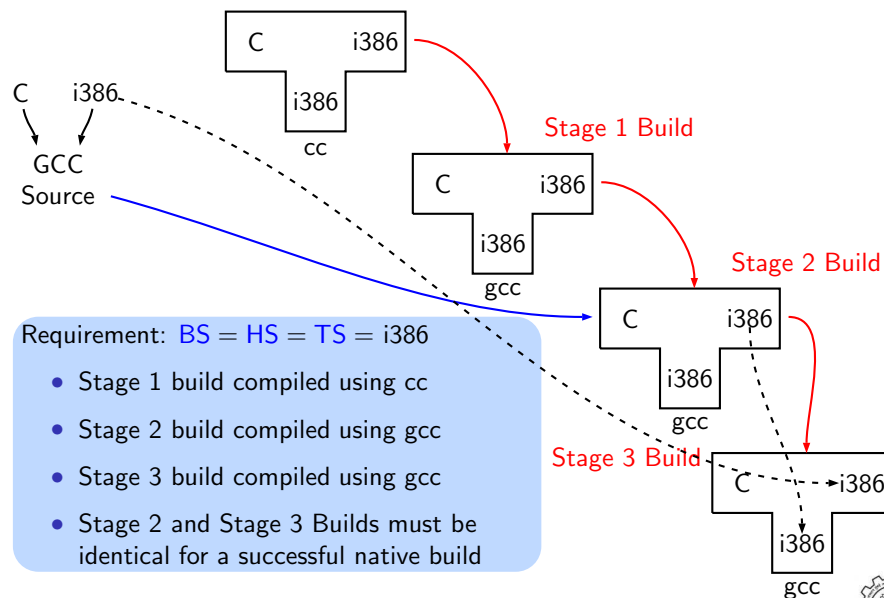 C i386
i386
cc
C i386
GCC
Source
Stage 1 Build
C i386
i386
gcc
Stage 2 Build
C i386
i386
gcc
Stage 3 Build
C i386
i386
gcc
Requirement: BS = HS = TS = i386
• Stage 1 build compiled using cc
• Stage 2 build compiled using gcc
• Stage 3 build compiled using gcc
• Stage 2 and Stage 3 Builds must be
identical for a successful native build